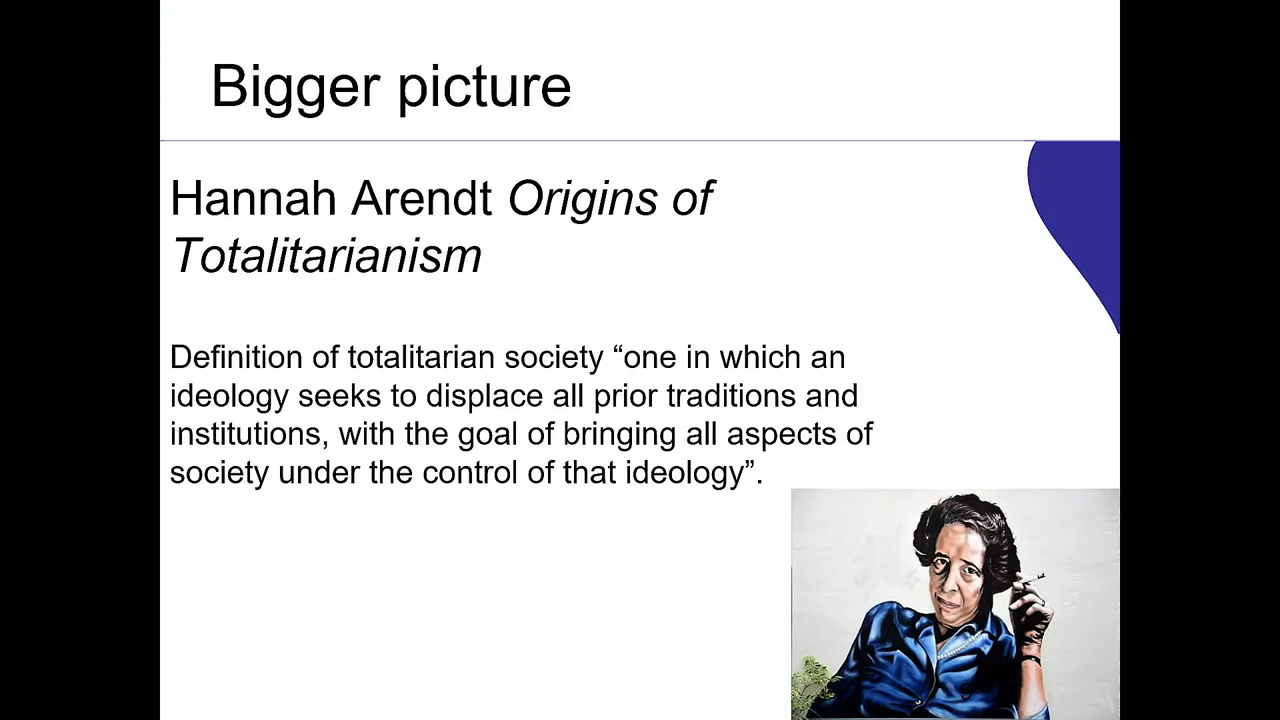 Bigger picture
Hannah Arendt Origins of
Totalitarianism
Definition of totalitarian society “one in which an
ideology seeks to displace all prior traditions and
institutions, with the goal of bringing all aspects of
society under the control of that ideology”.